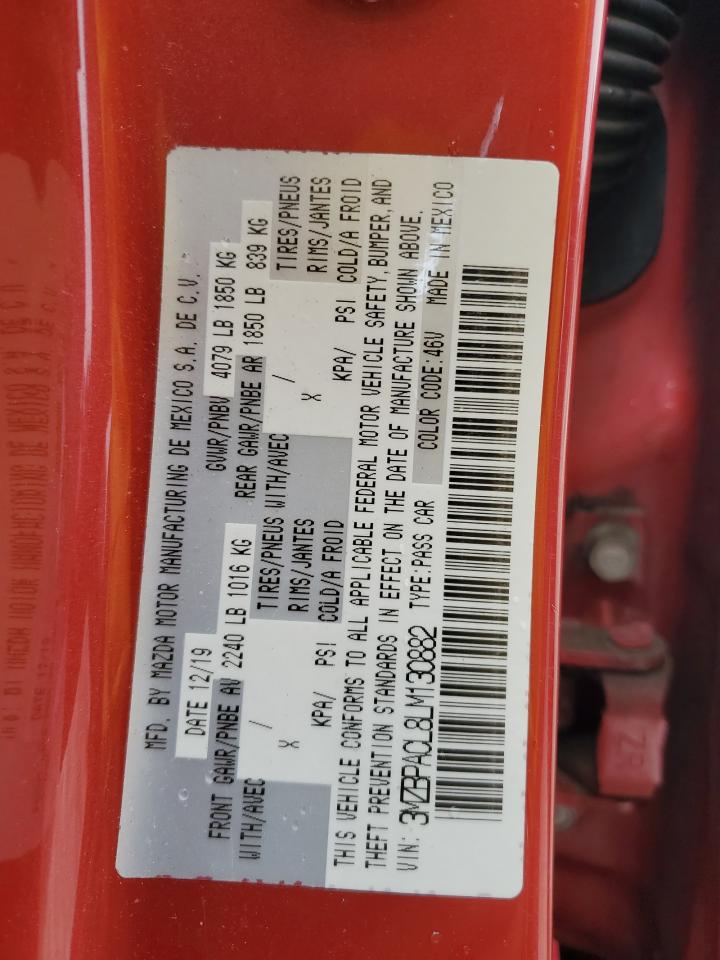 MFD. BY MAZDA MOTOR MANUFACTURING DE MEXICO S.A. DE C.V.
DATE 12/19 GVWR/PNBV 4079 LB 1850 KG
FRONT GAWR/PNBE AV 2240 LB 1016 KG REAR GAWR/PNBE AR 1850 LB 839 KG
WITH/AVEC / TIRES/PNEUS WITH/AVEC / TIRES/PNEUS
X RIMS/JANTES X RIMS/JANTES
KPA/ PSI COLD/A FROID KPA/ PSI COLD/A FROID
THIS VEHICLE CONFORMS TO ALL APPLICABLE FEDERAL MOTOR VEHICLE SAFETY, BUMPER, AND
THEFT PREVENTION STANDARDS IN EFFECT ON THE DATE OF MANUFACTURE SHOWN ABOVE.
VIN: 3MZBPACL8LM130882 TYPE:PASS CAR COLOR CODE:46V MADE IN MEXICO